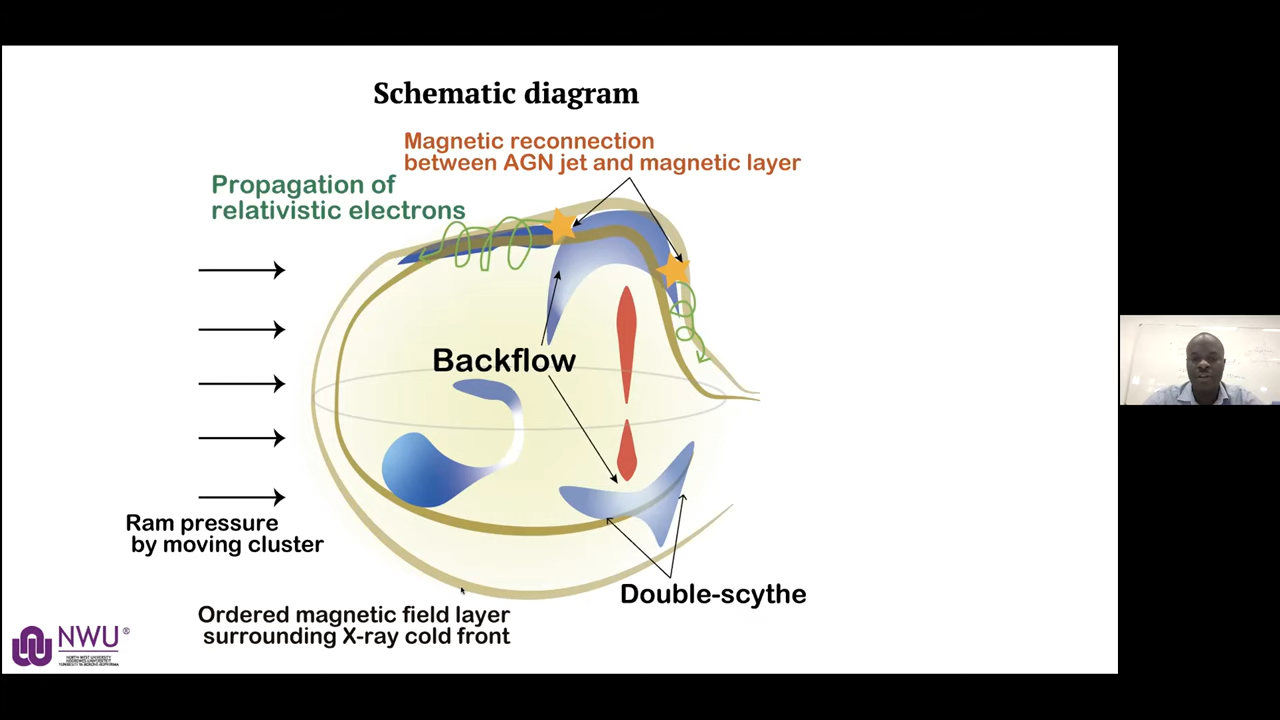 Schematic diagram
Magnetic reconnection
between AGN jet and magnetic layer
Propagation of
relativistic electrons
Backflow
Ram pressure
by moving cluster
Double-scythe
Ordered magnetic field layer
surrounding X-ray cold front
NWU®